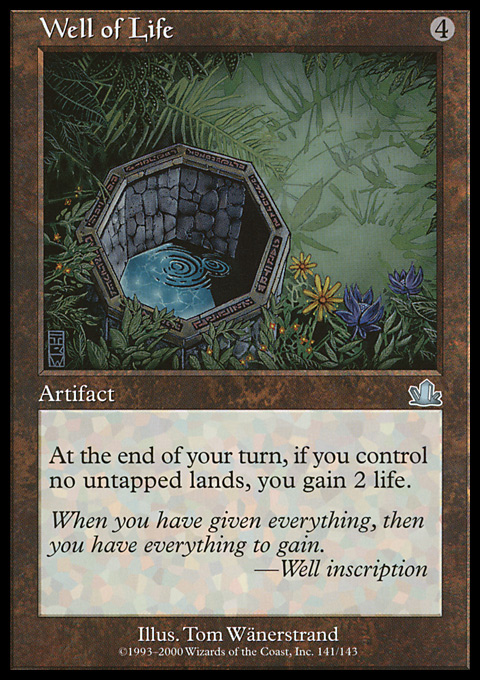 Well of Life 4
Artifact
At the end of your turn, if you control
no untapped lands, you gain 2 life.
When you have given everything, then
you have everything to gain.
—Well inscription
Illus. Tom Wänerstrand
©1993–2000 Wizards of the Coast, Inc. 141/143